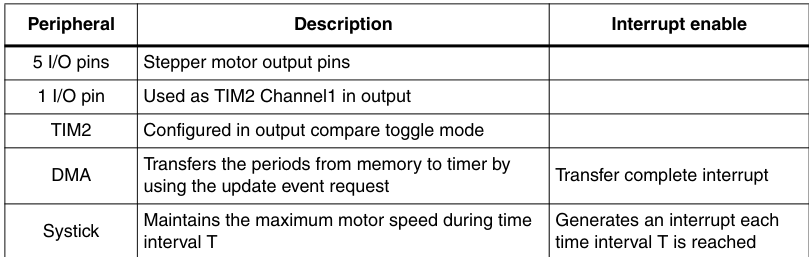 Peripheral Description Interrupt enable
5 I/O pins Stepper motor output pins
1 I/O pin Used as TIM2 Channel1 in output
TIM2 Configured in output compare toggle mode
DMA Transfers the periods from memory to timer by
using the update event request Transfer complete interrupt
Systick Maintains the maximum motor speed during time
interval T Generates an interrupt each
time interval T is reached